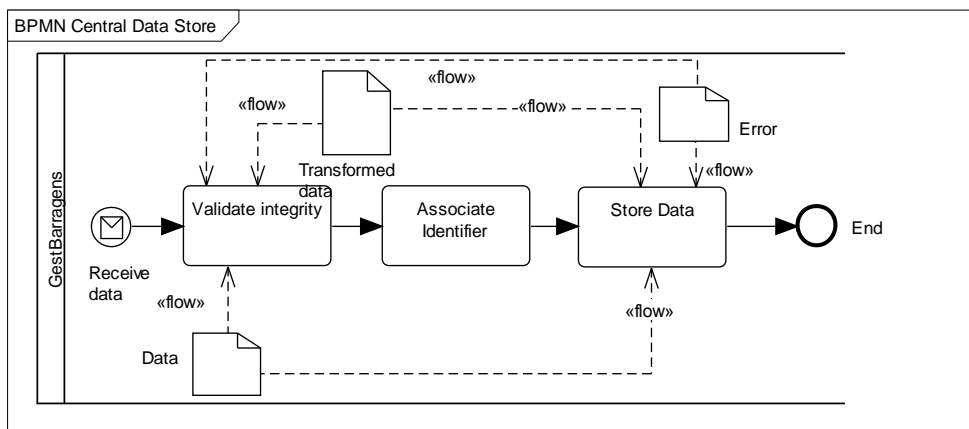 BPMN Central Data Store
«flow»
«flow»
«flow»
Error
Transformed
data
«flow»
GestBarragens
Validate integrity
Associate
Identifier
Store Data
End
Receive
data
«flow»
«flow»
Data